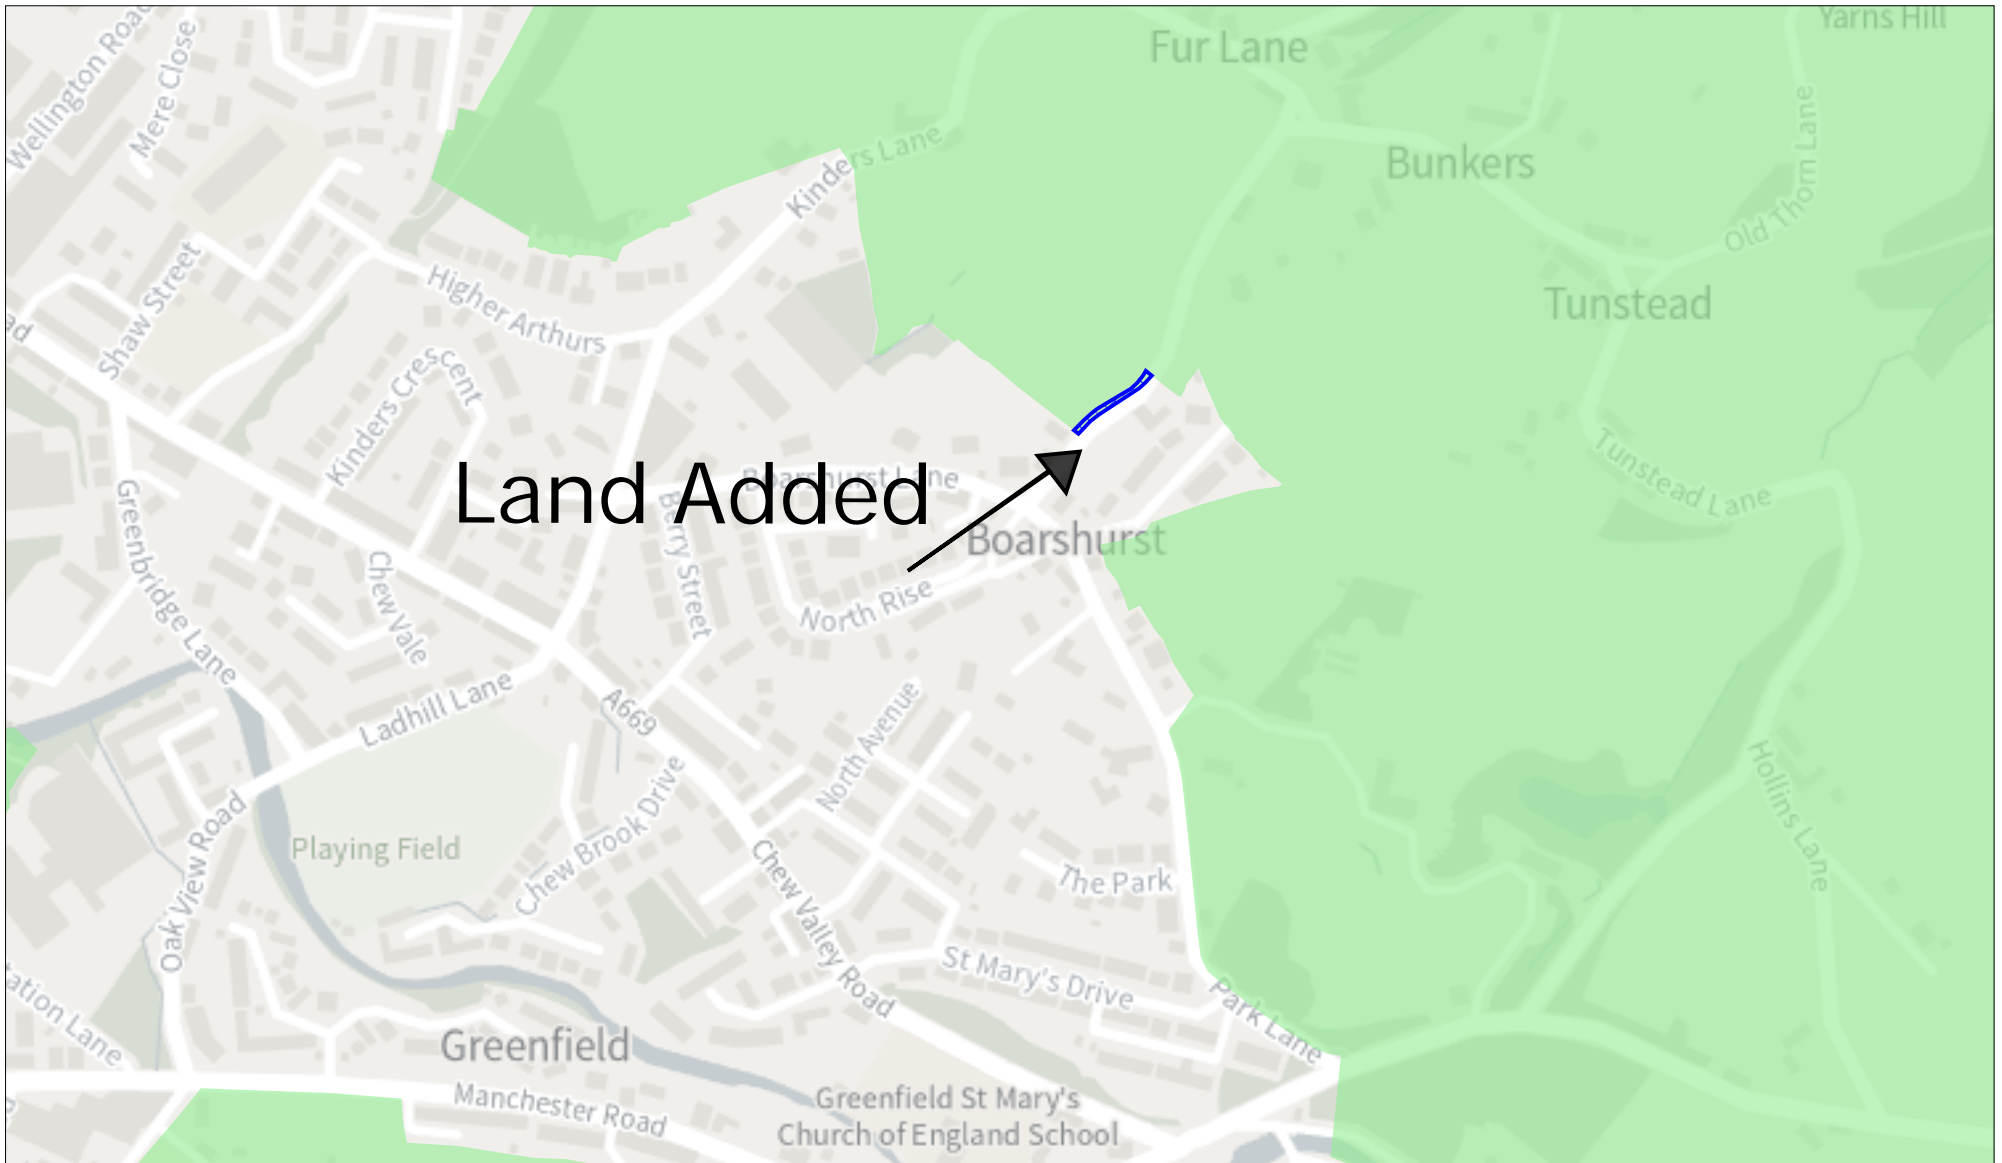 Yarns Hill
Fur Lane
Wellington Road
Mere Close
Kinders Lane
Bunkers
Old Thorn Lane
Tunstead
Shaw Street
Higher Arthurs
Kinders Crescent
Tunstead Lane
Boarshurst Lane
Land Added
Berry Street
Boarshurst
Greenbridge Lane
Chew Vale
North Rise
Ladhill Lane
A669
North Avenue
Hollins Lane
Chew Brook Drive
Oak View Road
Playing Field
The Park
Chew Valley Road
St Mary's Drive
Park Lane
Lane
Greenfield
Manchester Road
Greenfield St Mary's
Church of England School